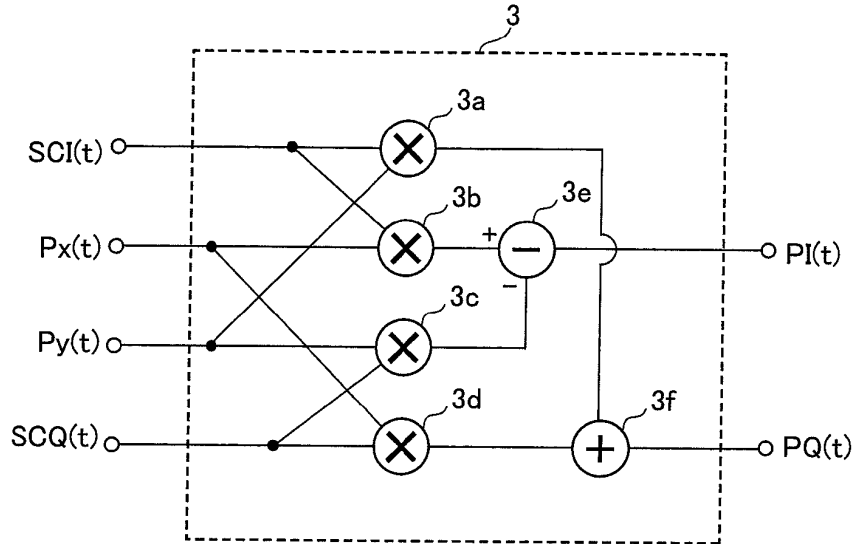 3
SCI(t)
3a
Px(t)
3b
3e
+
−
−
PI(t)
Py(t)
3c
SCQ(t)
3d
3f
+
PQ(t)